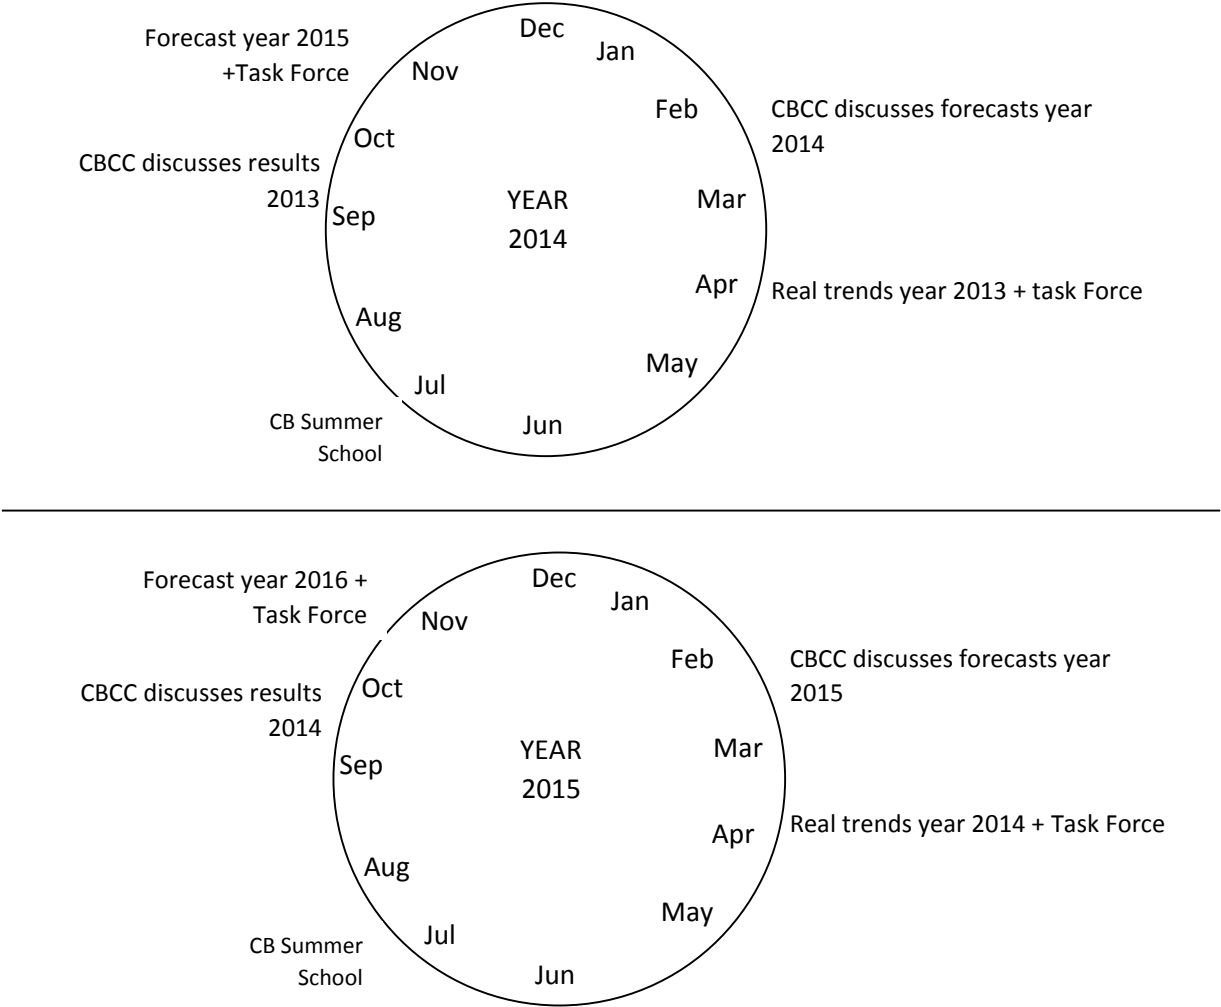 Dec
Jan
Forecast year 2015
+Task Force
Nov
Feb
CBCC discusses forecasts year
2014
Oct
CBCC discusses results
2013
Sep
YEAR
2014
Mar
Apr
Real trends year 2013 + task Force
Aug
May
Jul
Jun
CB Summer
School
Dec
Jan
Forecast year 2016 +
Task Force
Nov
Feb
CBCC discusses forecasts year
2015
Oct
CBCC discusses results
2014
Sep
YEAR
2015
Mar
Apr
Real trends year 2014 + Task Force
Aug
May
Jul
Jun
CB Summer
School